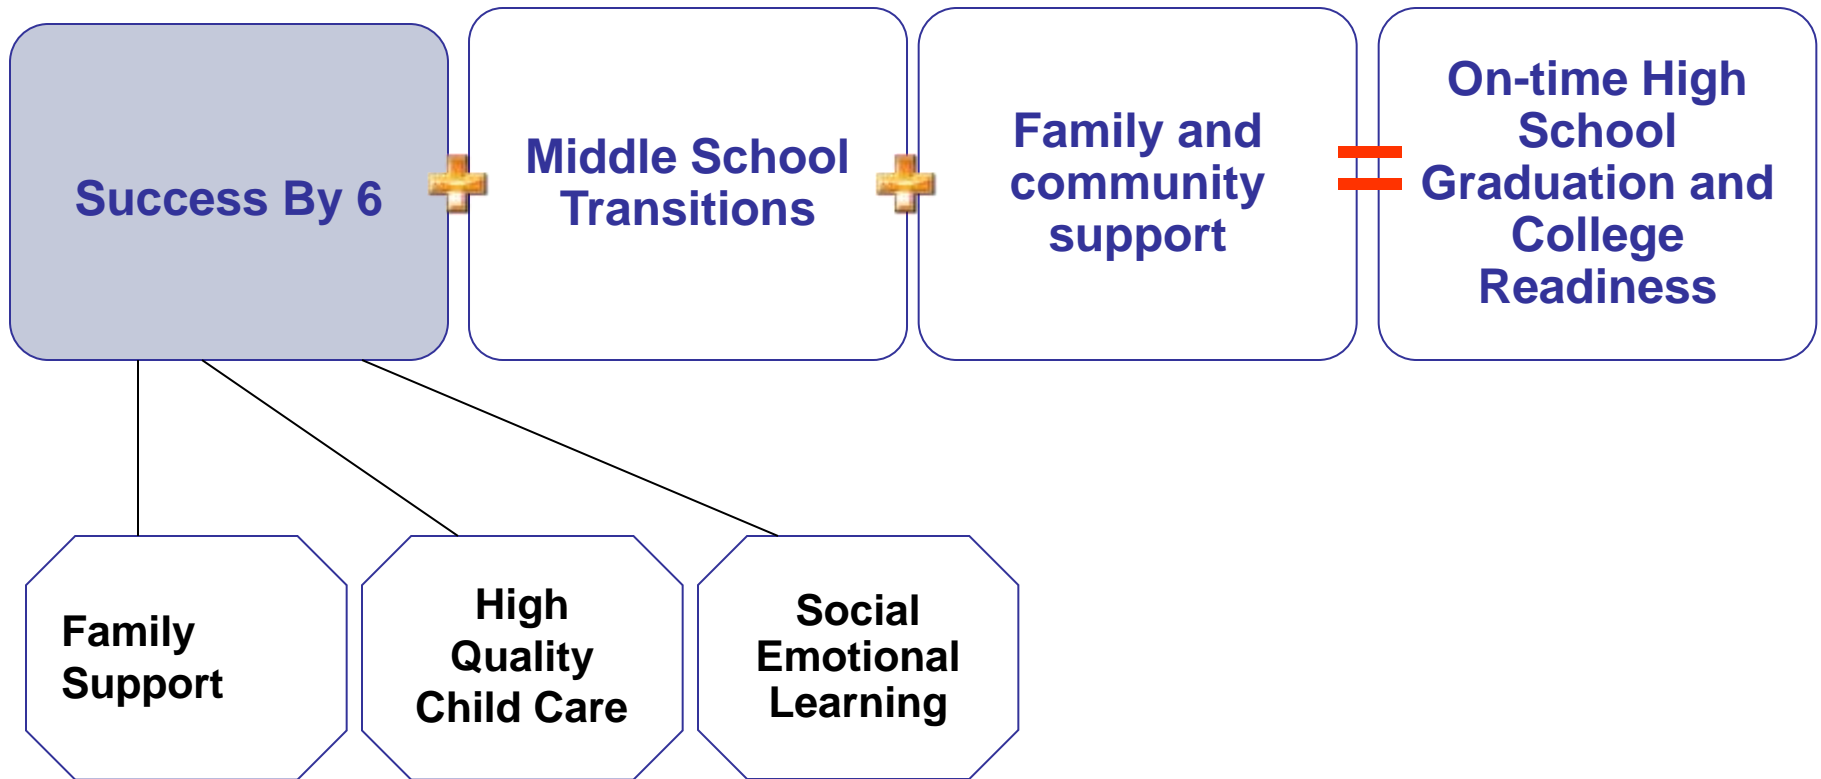 Success By 6
Middle School
Transitions
Family and
community
support
On-time High
School
Graduation and
College
Readiness
Family
Support
High
Quality
Child Care
Social
Emotional
Learning